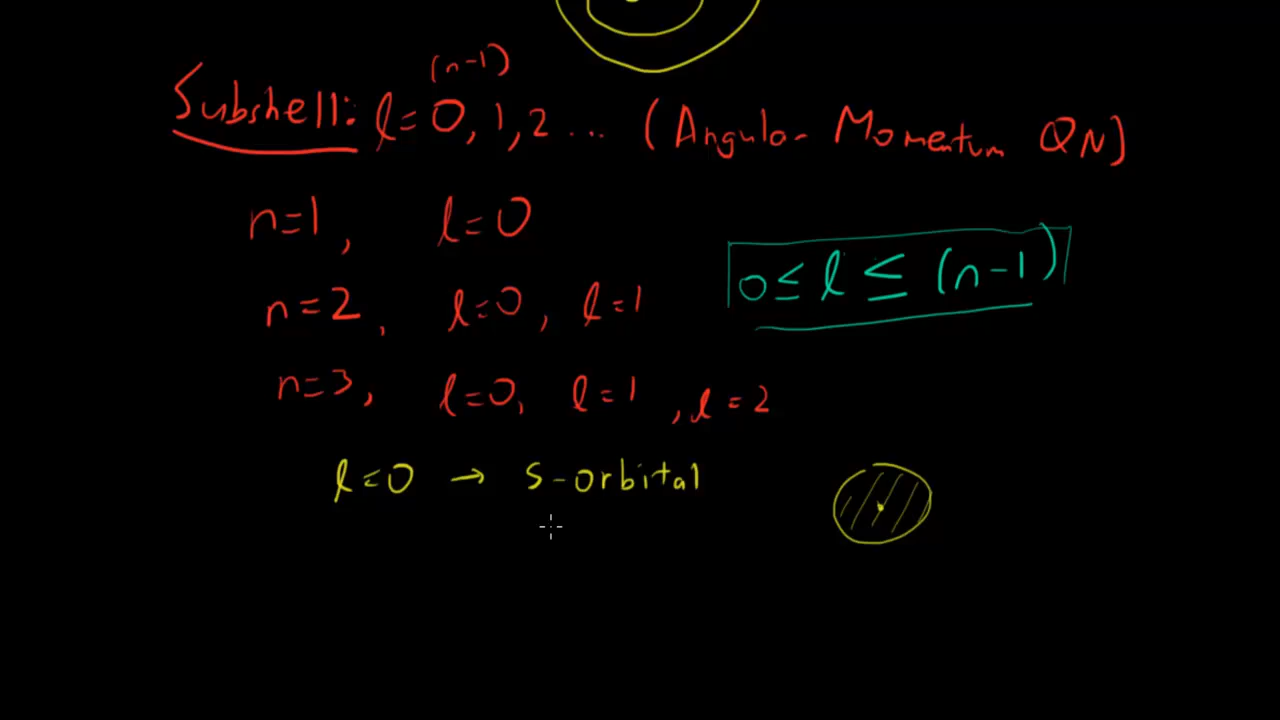 (n-1)
Subshell: l = 0, 1, 2 ... (Angular Momentum QN)
n=1, l=0
0 ≤ l ≤ (n-1)
n=2, l=0, l=1
n=3, l=0, l=1, l=2
l=0 → s-orbital